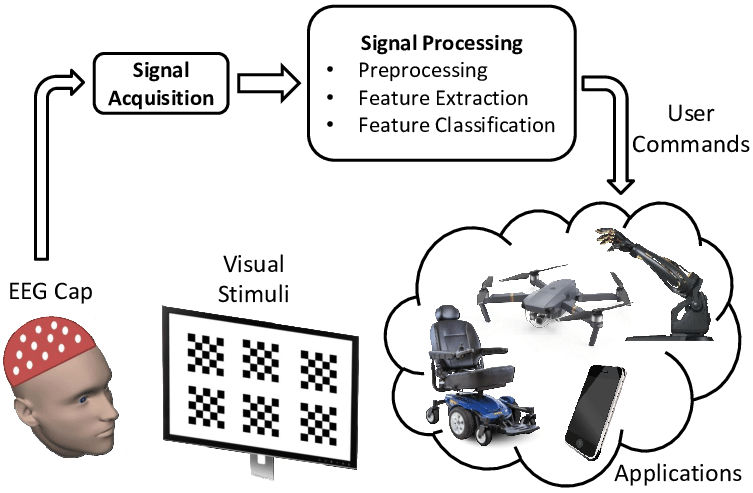 Signal
Acquisition
Signal Processing
• Preprocessing
• Feature Extraction
• Feature Classification
User
Commands
EEG Cap
Visual
Stimuli
Applications